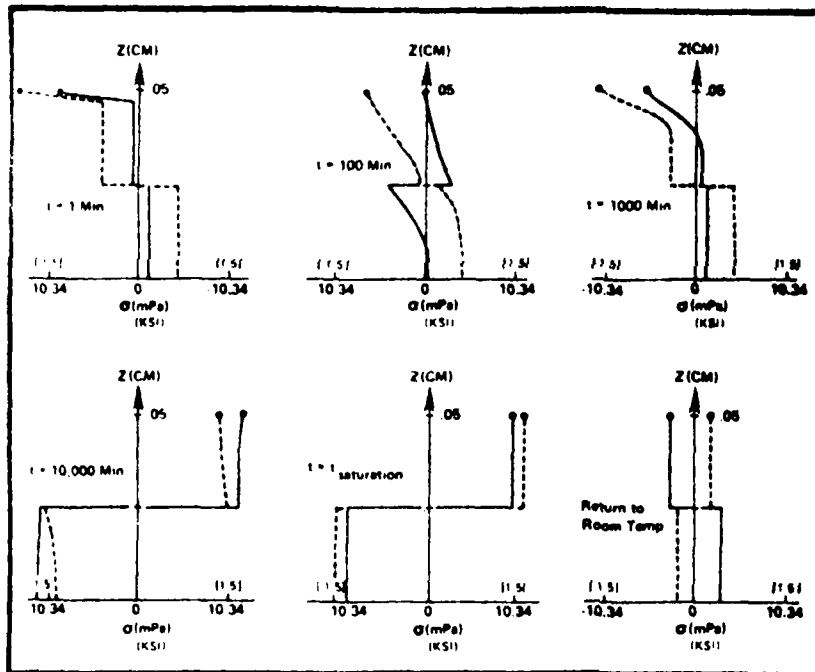 Z(CM)
.05
t = 1 Min
[1.5]
[1.5]
10.34
0
-10.34
σ(mPa)
(KSI)
Z(CM)
05
t = 100 Min
[1.5]
[1.5]
10.34
0
10.34
σ(mPa)
(KSI)
Z(CM)
.05
t = 1000 Min
[1.5]
[1.5]
-10.34
0
10.34
σ(mPa)
(KSI)
Z(CM)
05
t = 10,000 Min
1.5
[1.5]
10.34
0
10.34
σ(mPa)
(KSI)
Z(CM)
.05
t = t saturation
[1.5]
[1.5]
10.34
0
10.34
σ(mPa)
(KSI)
Z(CM)
.05
Return to
Room Temp
[1.5]
-10.34
0
10.34
σ(mPa)
(KSI)